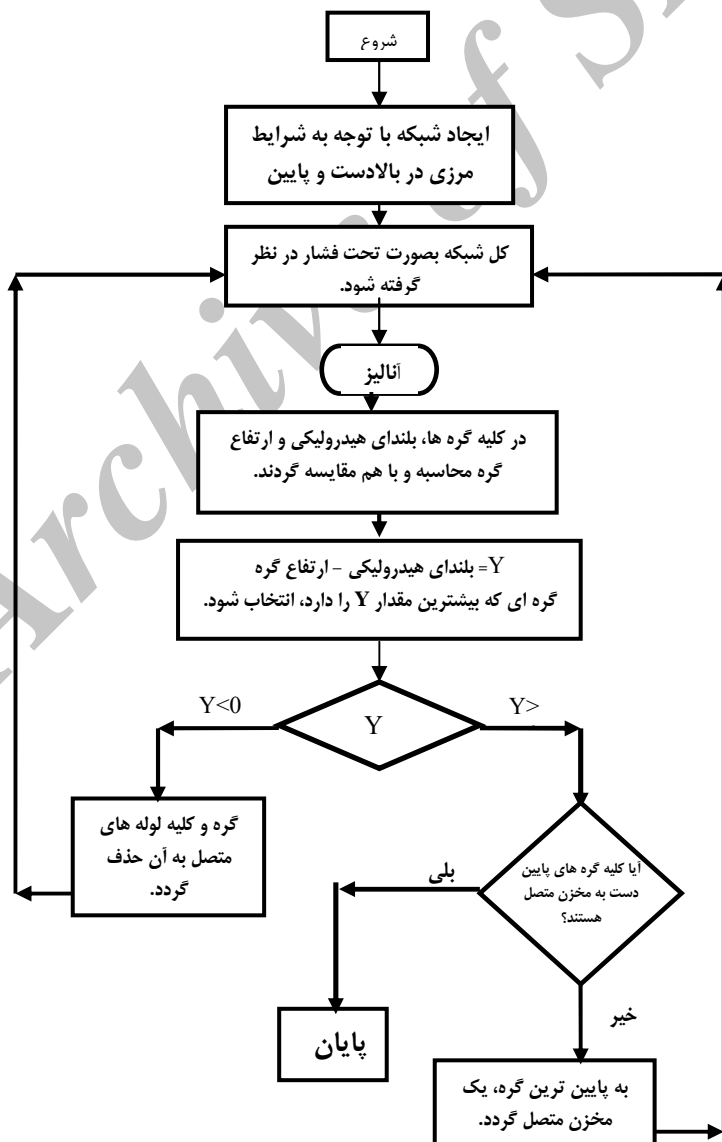 شروع
ایجاد شبکه با توجه به شرایط
مرزی در بالادست و پایین
کل شبکه بصورت تحت فشار در نظر
گرفته شود.
آنالیز
در کلیه گره ها، بلندای هیدرولیکی و ارتفاع
گره محاسبه و با هم مقایسه گردند.
Y= بلندای هیدرولیکی – ارتفاع گره
گره ای که بیشترین مقدار Y را دارد، انتخاب شود.
Y<0
Y
Y>
گره و کلیه لوله های
متصل به آن حذف
گردد.
آیا کلیه گره های پایین
دست به مخزن متصل
هستند؟
بلی
خیر
پایان
به پایین ترین گره، یک
مخزن متصل گردد.
Archive of S